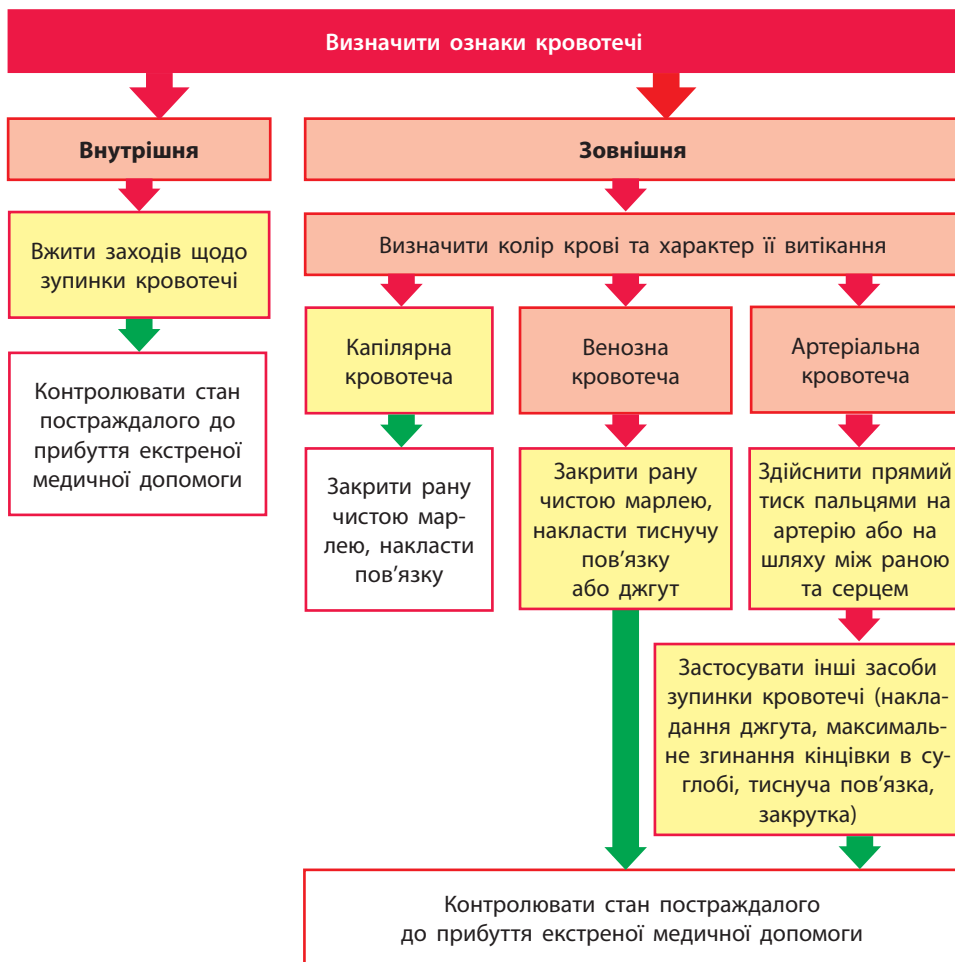 Визначити ознаки кровотечі
Внутрішня
Зовнішня
Вжити заходів щодо
зупинки кровотечі
Визначити колір крові та характер її витікання
Контролювати стан
постраждалого до
прибуття екстреної
медичної допомоги
Капілярна
кровотеча
Венозна
кровотеча
Артеріальна
кровотеча
Закрити рану
чистою мар-
лею, накласти
пов’язку
Закрити рану
чистою марлею,
накласти тиснучу
пов’язку
або джгут
Здійснити прямий
тиск пальцями на
артерію або на
шляху між раною
та серцем
Застосувати інші засоби
зупинки кровотечі (накла-
дання джгута, максималь-
не згинання кінцівки в су-
глобі, тиснуча пов’язка,
закрутка)
Контролювати стан постраждалого
до прибуття екстреної медичної допомоги